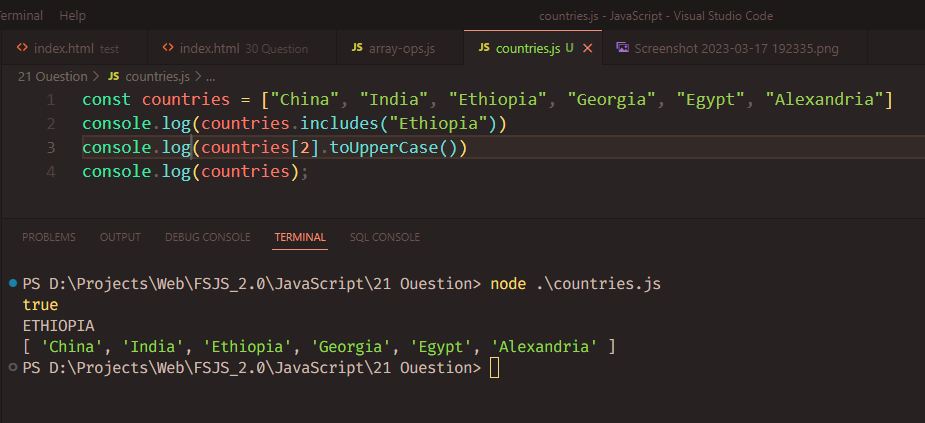 Terminal Help countries.js - JavaScript - Visual Studio Code
<> index.html test <> index.html 30 Question JS array-ops.js JS countries.js U × Screenshot 2023-03-17 192335.png
21 Ouestion > JS countries.js > ...
1 const countries = ["China", "India", "Ethiopia", "Georgia", "Egypt", "Alexandria"]
2 console.log(countries.includes("Ethiopia"))
3 console.log(countries[2].toUpperCase())
4 console.log(countries);
PROBLEMS OUTPUT DEBUG CONSOLE TERMINAL SQL CONSOLE
PS D:\Projects\Web\FSJS_2.0\JavaScript\21 Ouestion> node .\countries.js
true
ETHIOPIA
[ 'China', 'India', 'Ethiopia', 'Georgia', 'Egypt', 'Alexandria' ]
PS D:\Projects\Web\FSJS_2.0\JavaScript\21 Ouestion>